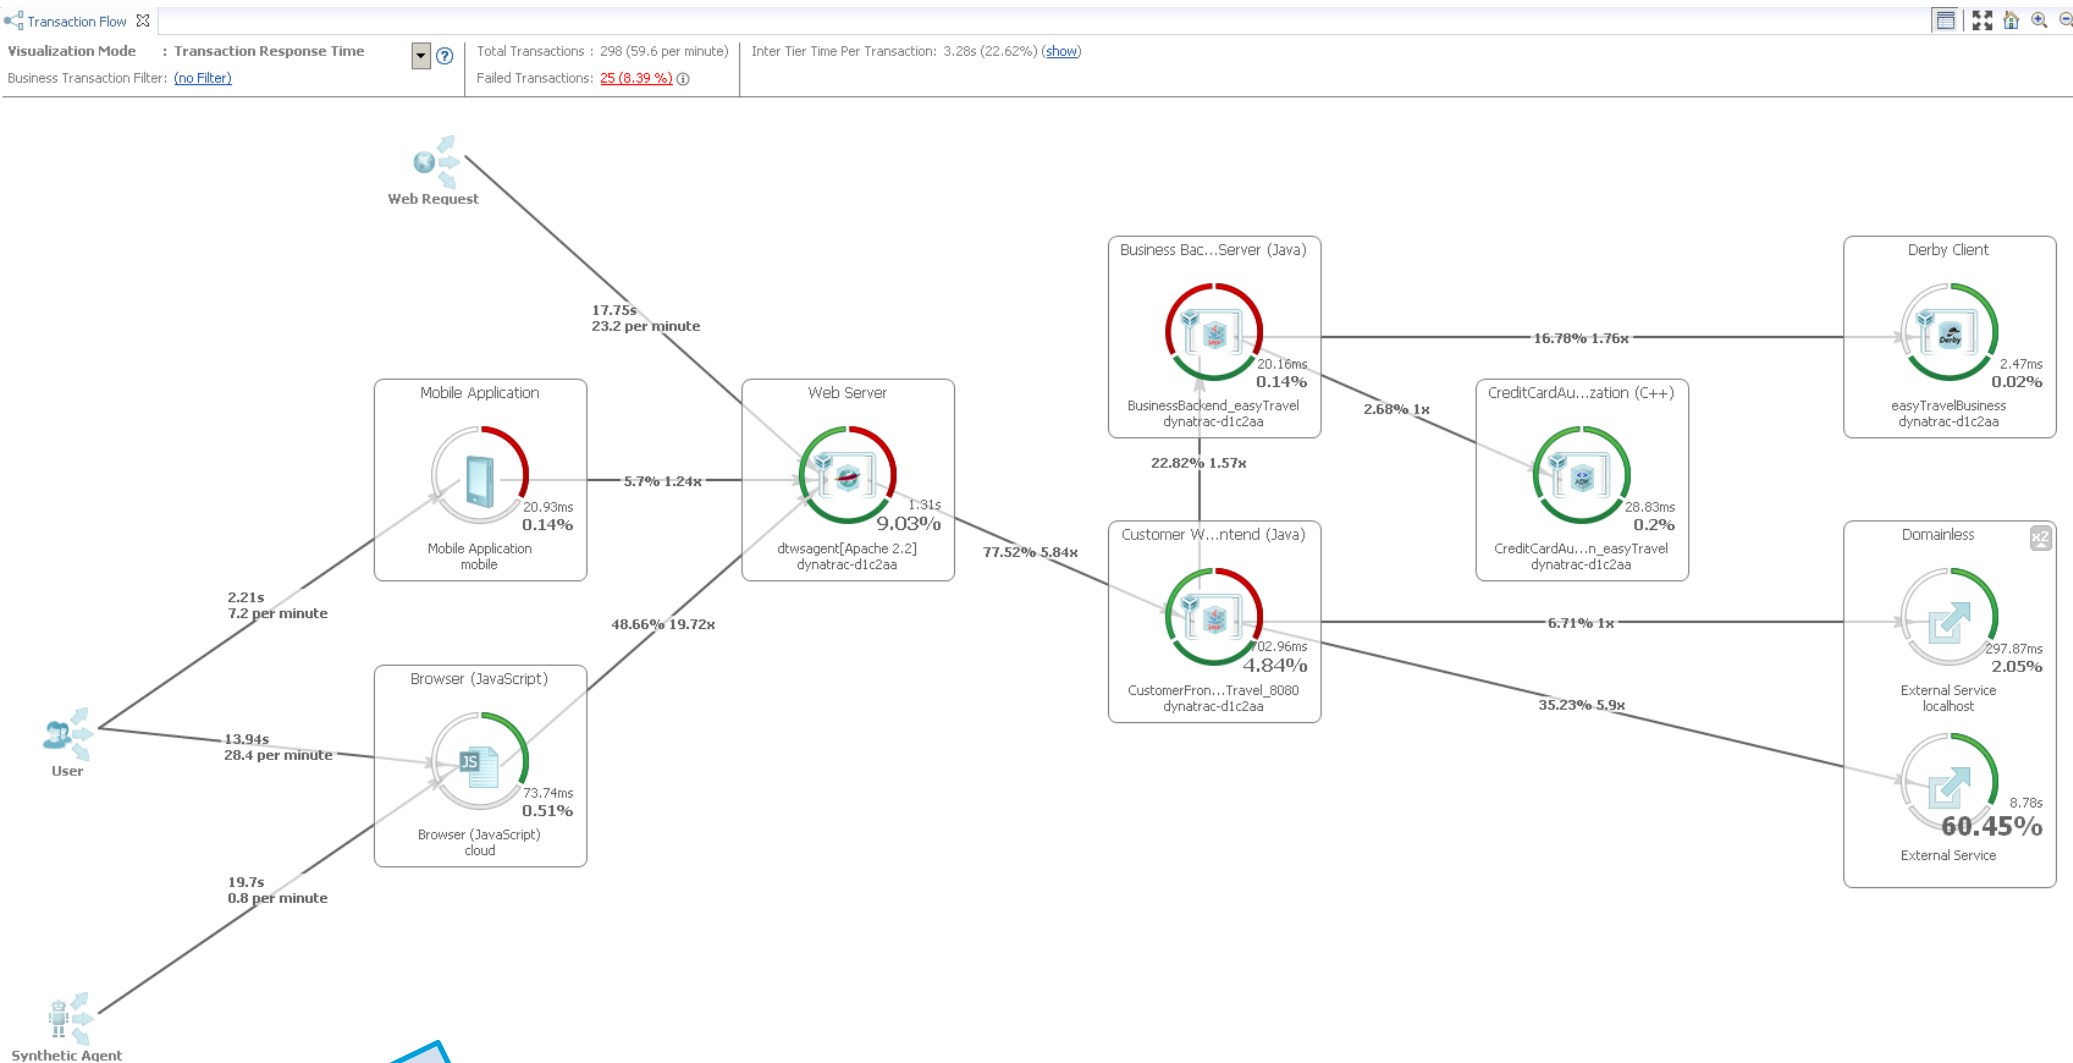 Transaction Flow
Visualization Mode : Transaction Response Time
Business Transaction Filter: (no Filter)
Total Transactions : 298 (59.6 per minute)
Failed Transactions: 25 (8.39 %)
Inter Tier Time Per Transaction: 3.28s (22.62%) (show)
Web Request
17.75s
23.2 per minute
Mobile Application
20.93ms
0.14%
Mobile Application
mobile
5.7% 1.24x
Web Server
1.31s
9.03%
dtwsagent[Apache 2.2]
dynatrac-d1c2aa
Business Bac...Server (Java)
20.16ms
0.14%
BusinessBackend_easyTravel
dynatrac-d1c2aa
16.78% 1.76x
Derby Client
Derby
2.47ms
0.02%
easyTravelBusiness
dynatrac-d1c2aa
2.68% 1x
CreditCardAu...zation (C++)
ADK
28.83ms
0.2%
CreditCardAu...n_easyTravel
dynatrac-d1c2aa
22.82% 1.57x
77.52% 5.84x
Customer W...ntend (Java)
702.96ms
4.84%
CustomerFron...Travel_8080
dynatrac-d1c2aa
6.71% 1x
35.23% 5.9x
Domainless
x2
297.87ms
2.05%
External Service
localhost
8.78s
60.45%
External Service
2.21s
7.2 per minute
48.66% 19.72x
Browser (JavaScript)
JS
73.74ms
0.51%
Browser (JavaScript)
cloud
User
13.94s
28.4 per minute
19.7s
0.8 per minute
Synthetic Agent